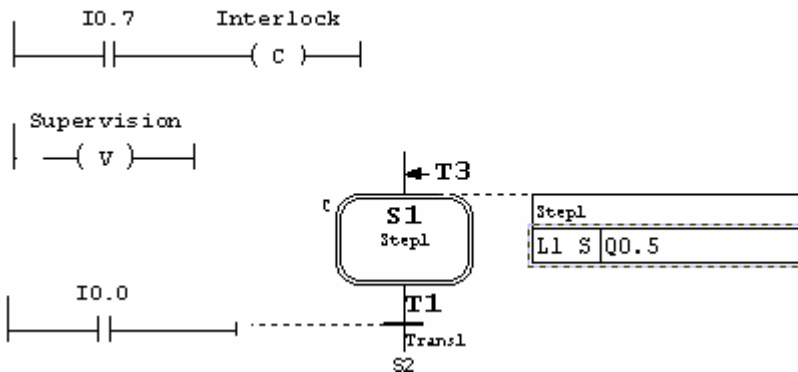 I0.7 Interlock
( C )
Supervision
( V )
T3
C
S1
Step1
Step1
L1 S Q0.5
I0.0
T1
Trans1
S2